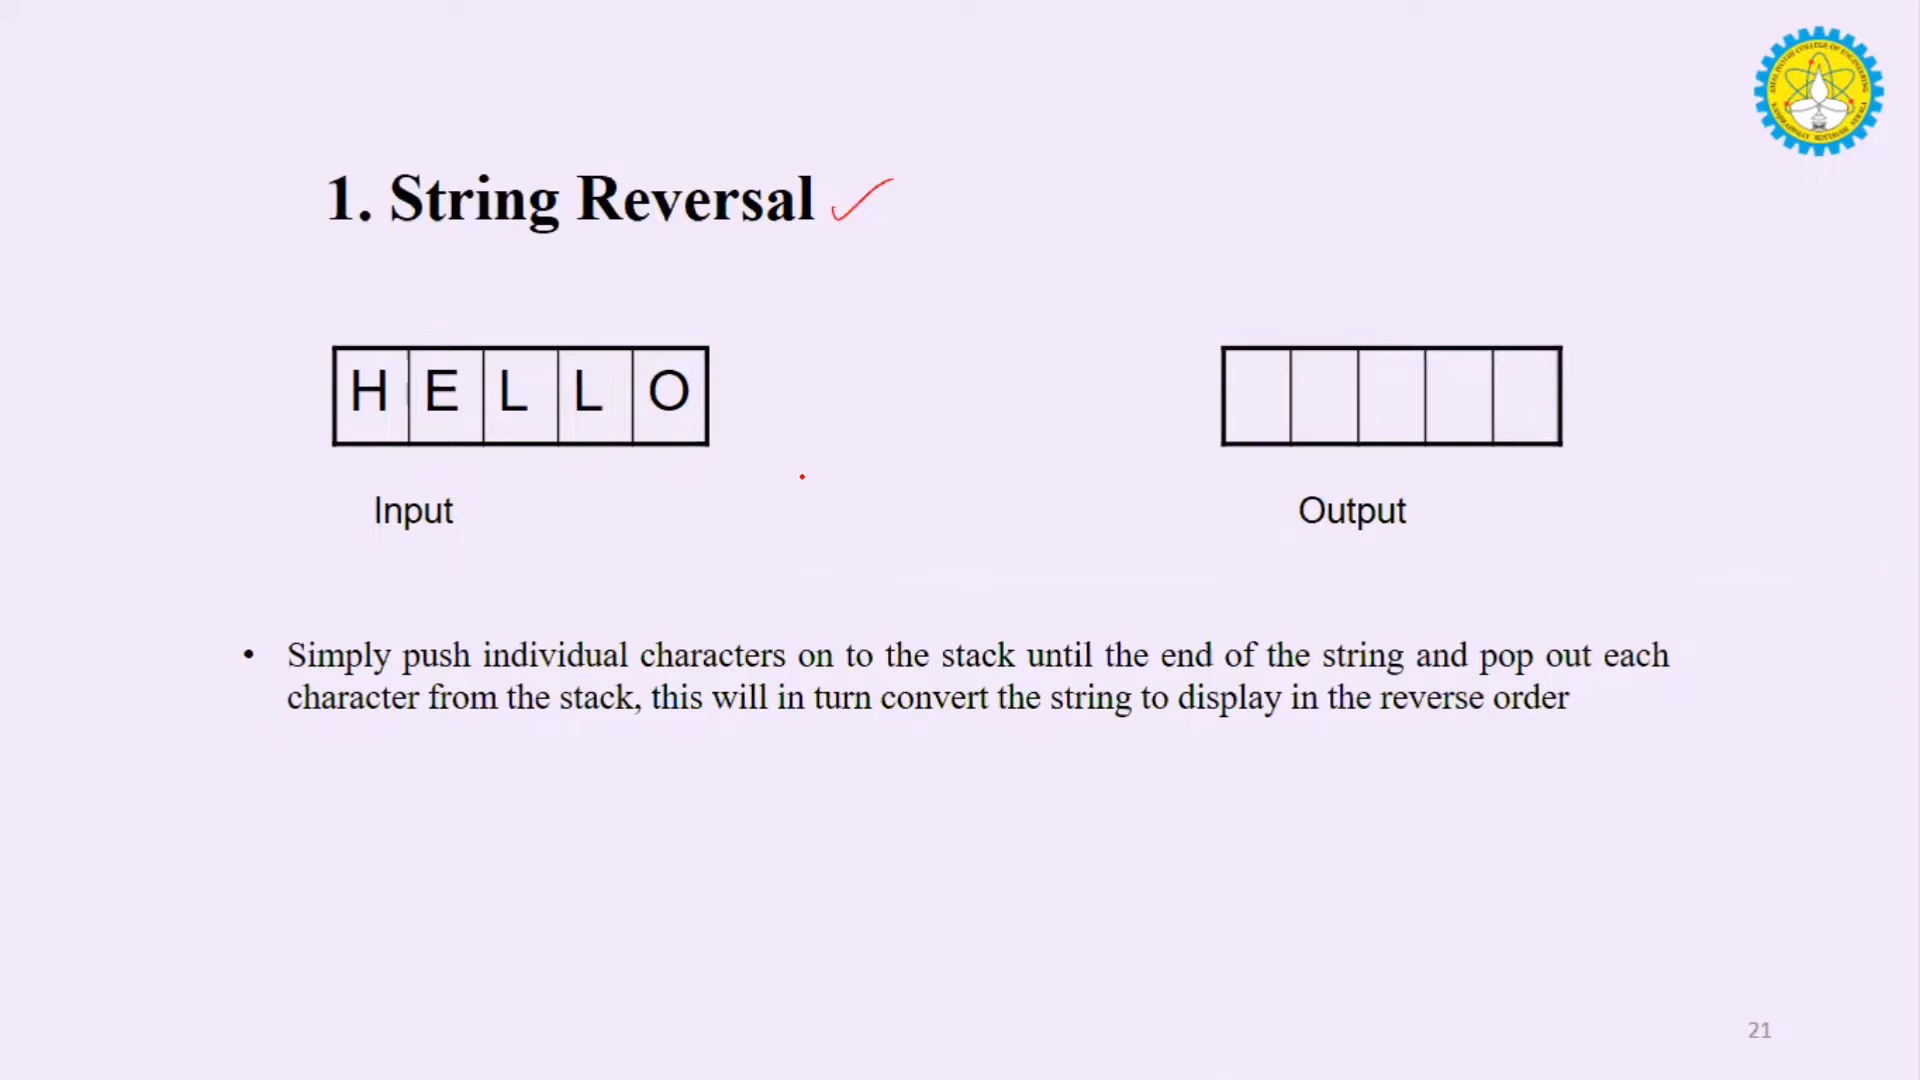 1. String Reversal
H E L L O
Input
Output
• Simply push individual characters on to the stack until the end of the string and pop out each
character from the stack, this will in turn convert the string to display in the reverse order
21